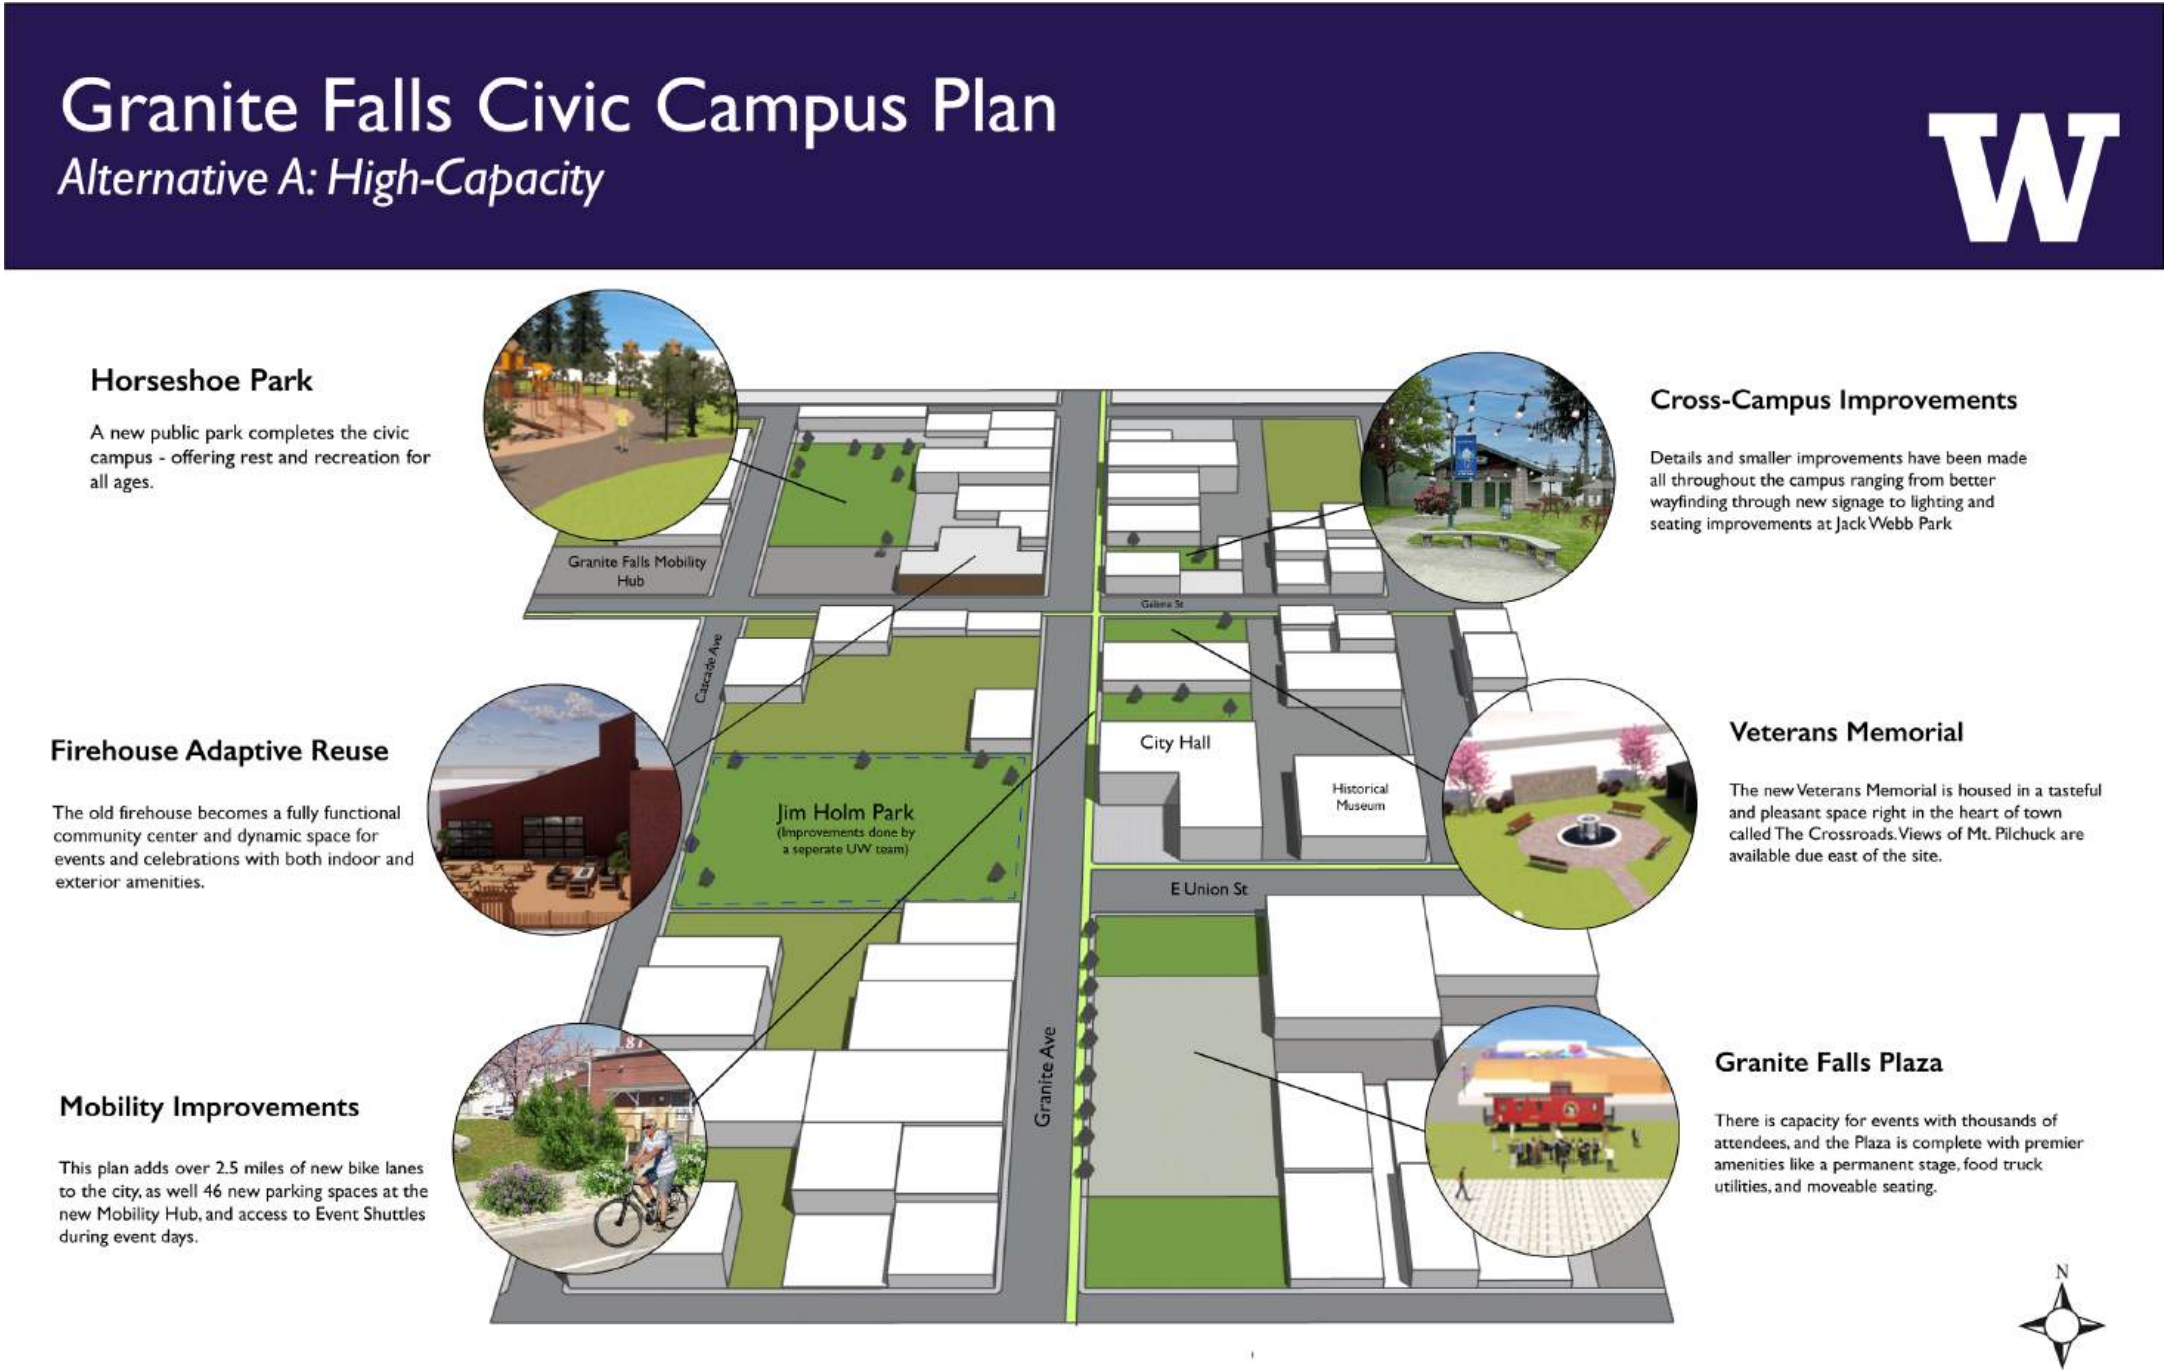 Granite Falls Civic Campus Plan
Alternative A: High-Capacity
W
Horseshoe Park
A new public park completes the civic
campus - offering rest and recreation for
all ages.
Cross-Campus Improvements
Details and smaller improvements have been made
all throughout the campus ranging from better
wayfinding through new signage to lighting and
seating improvements at Jack Webb Park
Granite Falls Mobility
Hub
Galena St
Cascade Ave
Firehouse Adaptive Reuse
The old firehouse becomes a fully functional
community center and dynamic space for
events and celebrations with both indoor and
exterior amenities.
City Hall
Historical
Museum
Jim Holm Park
(Improvements done by
a seperate UW team)
Veterans Memorial
The new Veterans Memorial is housed in a tasteful
and pleasant space right in the heart of town
called The Crossroads. Views of Mt. Pilchuck are
available due east of the site.
E Union St
Granite Ave
81
Mobility Improvements
This plan adds over 2.5 miles of new bike lanes
to the city, as well 46 new parking spaces at the
new Mobility Hub, and access to Event Shuttles
during event days.
Granite Falls Plaza
There is capacity for events with thousands of
attendees, and the Plaza is complete with premier
amenities like a permanent stage, food truck
utilities, and moveable seating.
N